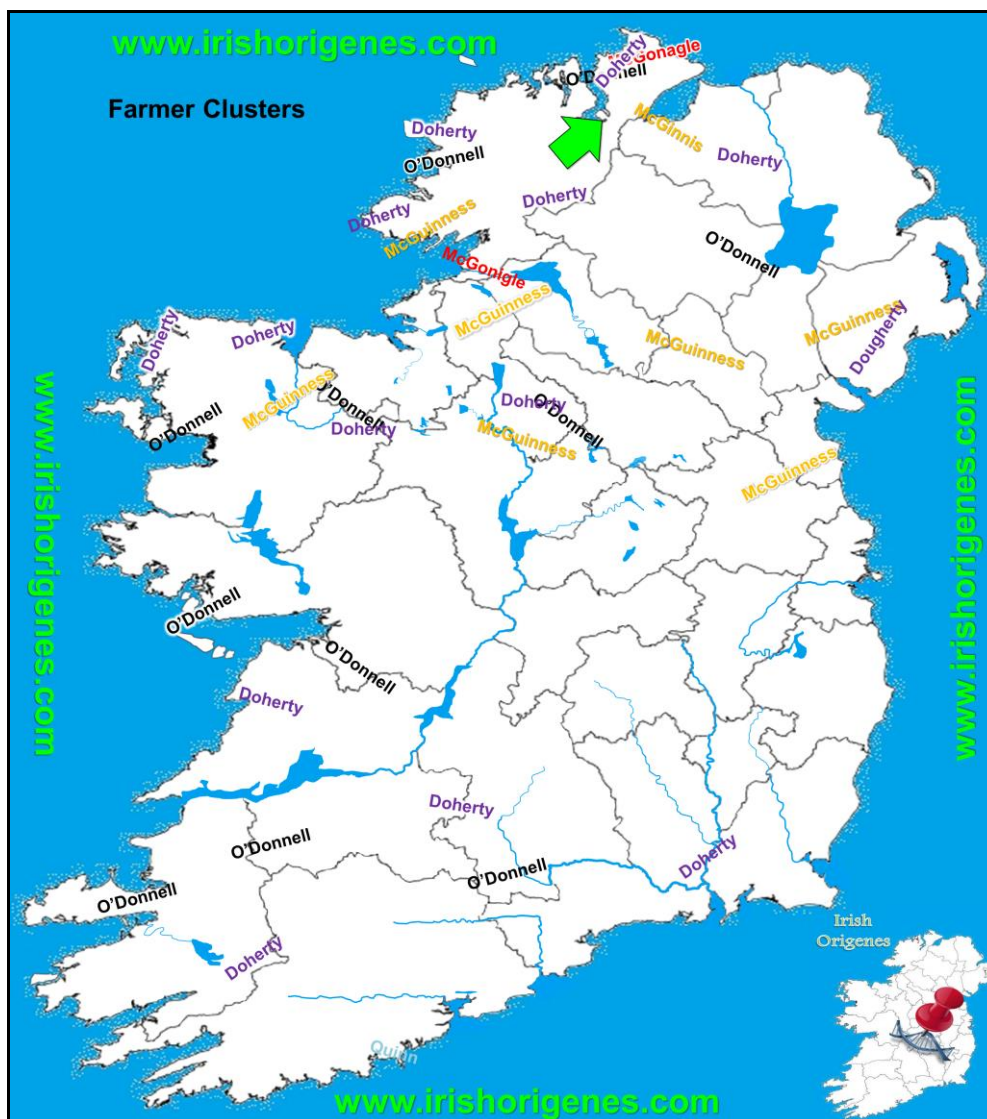 www.irishorigenes.com
McGonagle
Doherty
O'Donnell
Farmer Clusters
McGinnis
Doherty
Doherty
O'Donnell
Doherty
Doherty
McGuinness
O'Donnell
McGonigle
McGuinness
McGuinness
Dougherty
Doherty
Doherty
McGuinness
McGuinness
O'Donnell
Doherty
O'Donnell
O'Donnell
Doherty
McGuinness
McGuinness
www.irishorigenes.com
www.irishorigenes.com
O'Donnell
O'Donnell
Doherty
Doherty
O'Donnell
O'Donnell
Doherty
O'Donnell
Doherty
Irish
Origenes
Quinn
www.irishorigenes.com